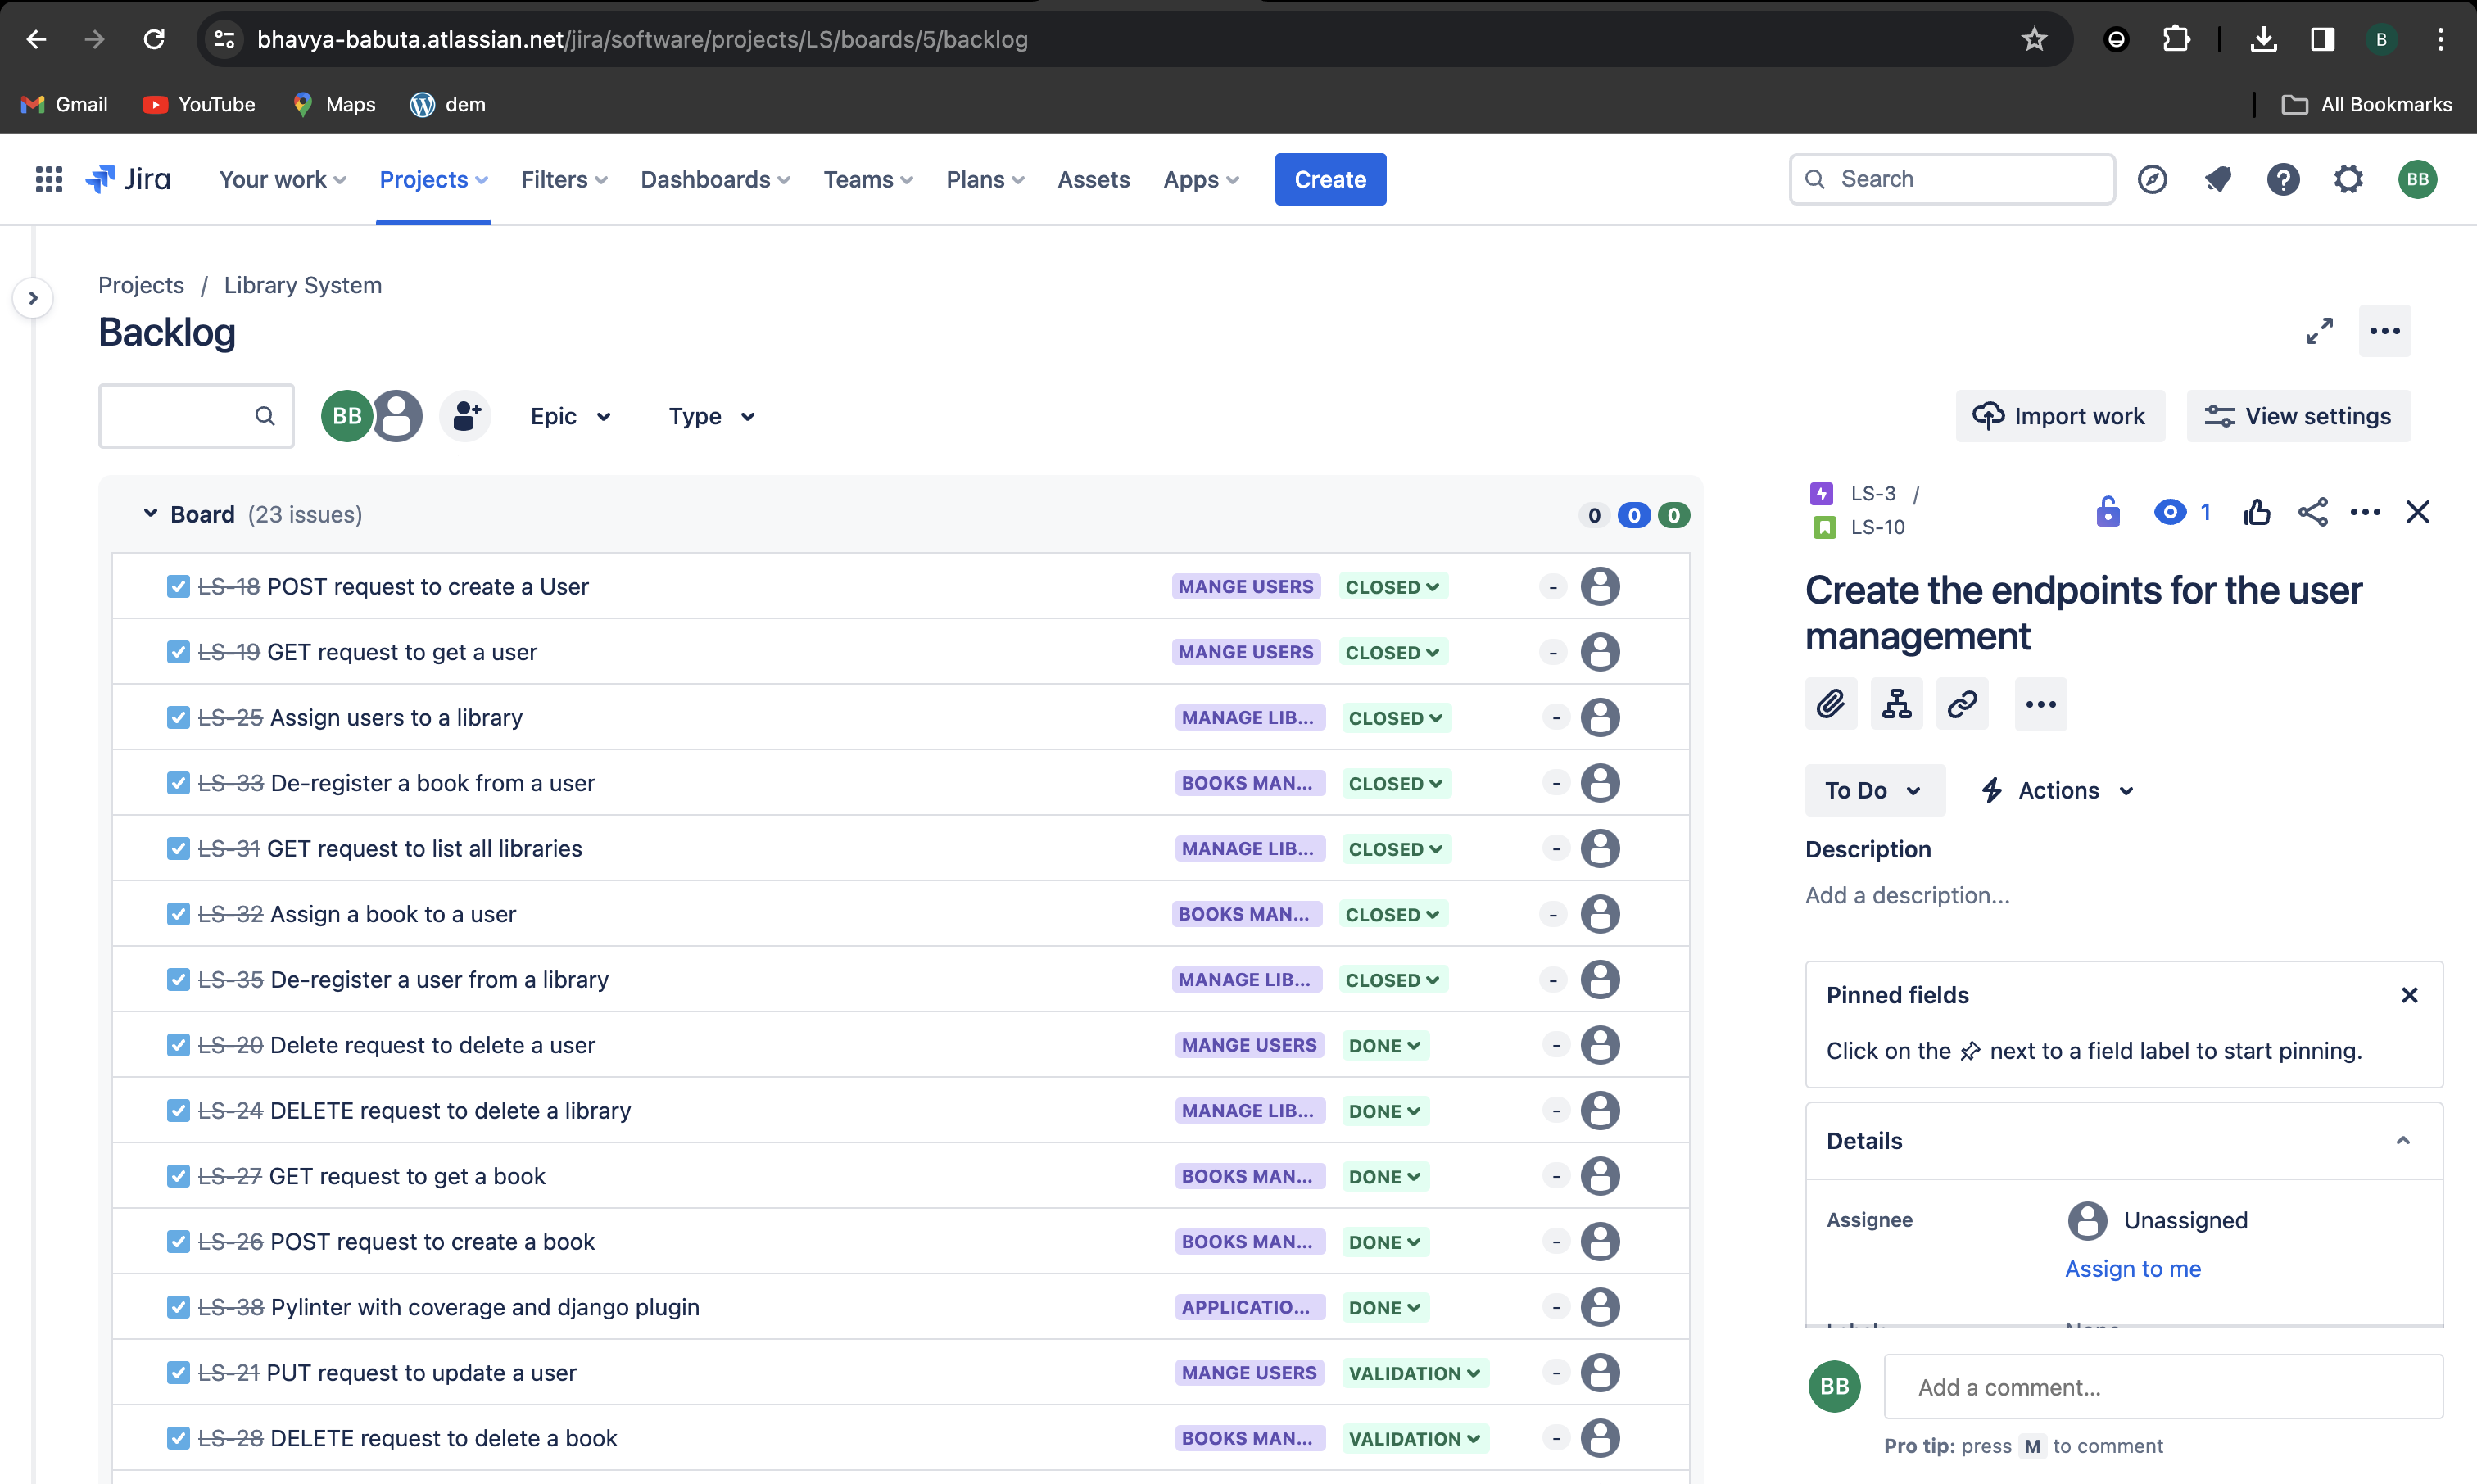 bhavya-babuta.atlassian.net/jira/software/projects/LS/boards/5/backlog
B
Gmail
YouTube
Maps
dem
All Bookmarks
Jira
Your work
Projects
Filters
Dashboards
Teams
Plans
Assets
Apps
Create
Search
BB
Projects / Library System
Backlog
BB
Epic
Type
Import work
View settings
Board (23 issues)
0 0 0
LS-18 POST request to create a User MANGE USERS CLOSED -
LS-19 GET request to get a user MANGE USERS CLOSED -
LS-25 Assign users to a library MANAGE LIB... CLOSED -
LS-33 De-register a book from a user BOOKS MAN... CLOSED -
LS-31 GET request to list all libraries MANAGE LIB... CLOSED -
LS-32 Assign a book to a user BOOKS MAN... CLOSED -
LS-35 De-register a user from a library MANAGE LIB... CLOSED -
LS-20 Delete request to delete a user MANGE USERS DONE -
LS-24 DELETE request to delete a library MANAGE LIB... DONE -
LS-27 GET request to get a book BOOKS MAN... DONE -
LS-26 POST request to create a book BOOKS MAN... DONE -
LS-38 Pylinter with coverage and django plugin APPLICATIO... DONE -
LS-21 PUT request to update a user MANGE USERS VALIDATION -
LS-28 DELETE request to delete a book BOOKS MAN... VALIDATION -
LS-3 /
LS-10
1
Create the endpoints for the user
management
To Do
Actions
Description
Add a description...
Pinned fields
Click on the next to a field label to start pinning.
Details
Assignee
Unassigned
Assign to me
BB
Add a comment...
Pro tip: press M to comment